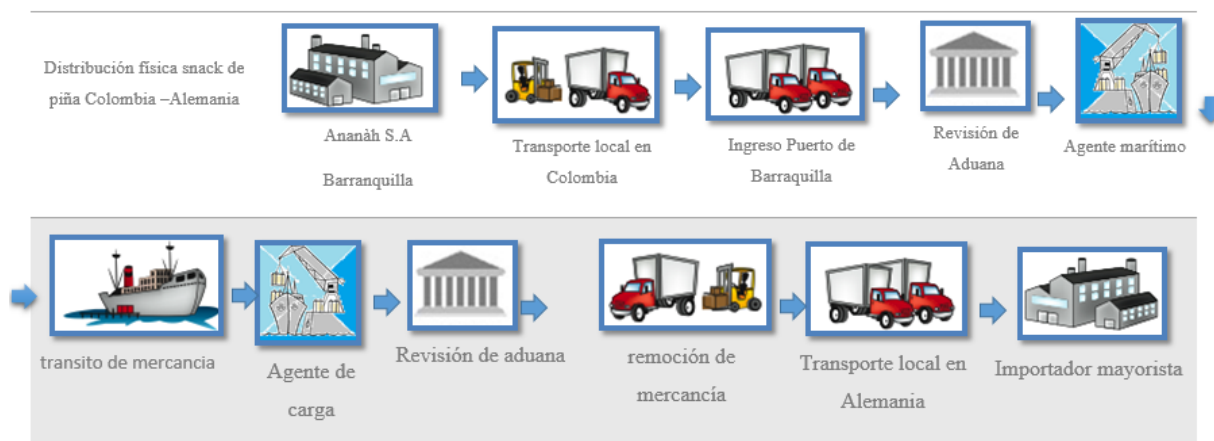 Distribución física snack de
piña Colombia –Alemania
Ananàh S.A
Barranquilla
Transporte local en
Colombia
Ingreso Puerto de
Barraquilla
Revisión de
Aduana
Agente marítimo
transito de mercancia
Agente de
carga
Revisión de aduana
remoción de
mercancía
Transporte local en
Alemania
Importador mayorista